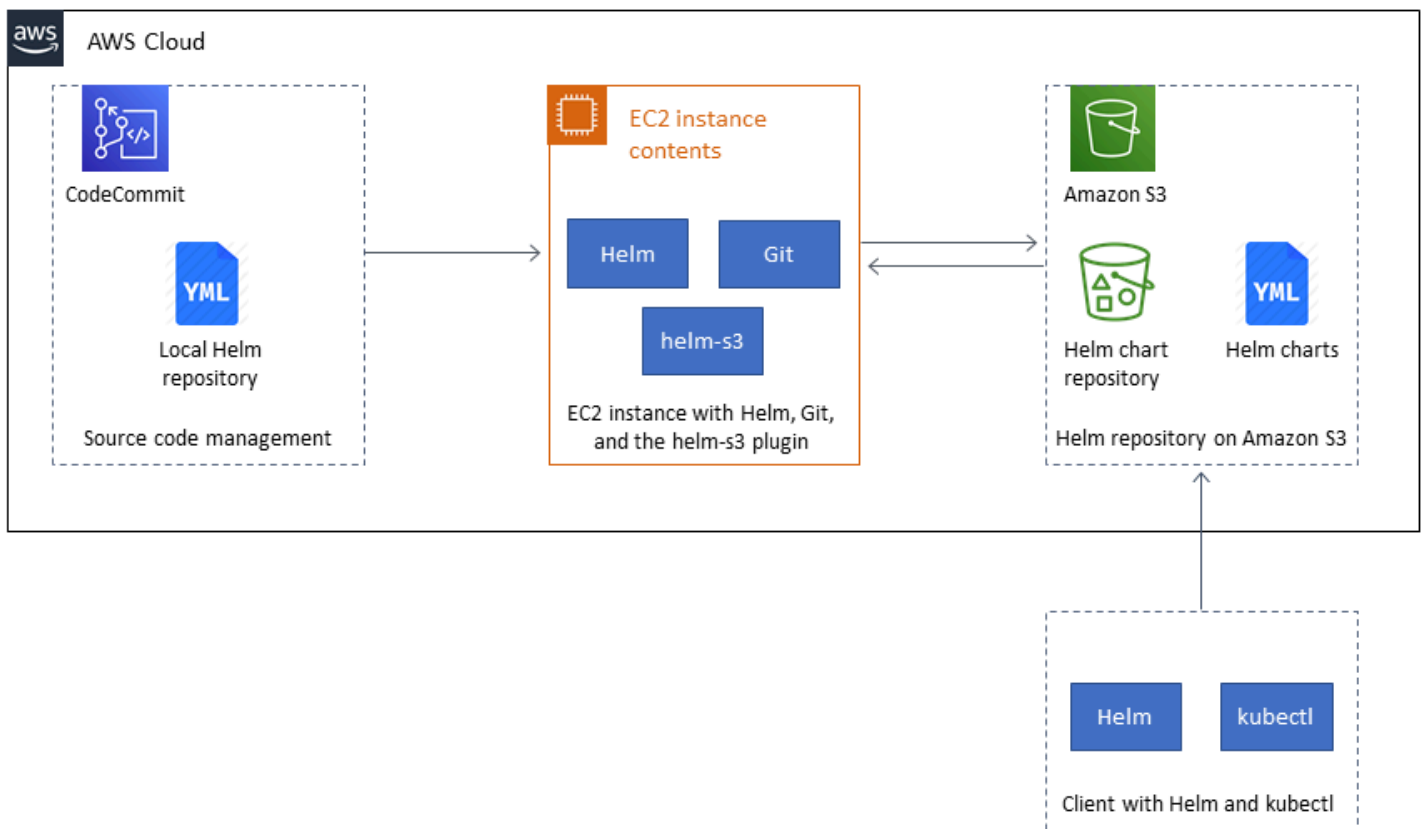 aws
AWS Cloud
CodeCommit
YML
Local Helm
repository
Source code management
EC2 instance
contents
Helm
Git
helm-s3
EC2 instance with Helm, Git,
and the helm-s3 plugin
Amazon S3
Helm chart
repository
YML
Helm charts
Helm repository on Amazon S3
Helm
kubectl
Client with Helm and kubectl